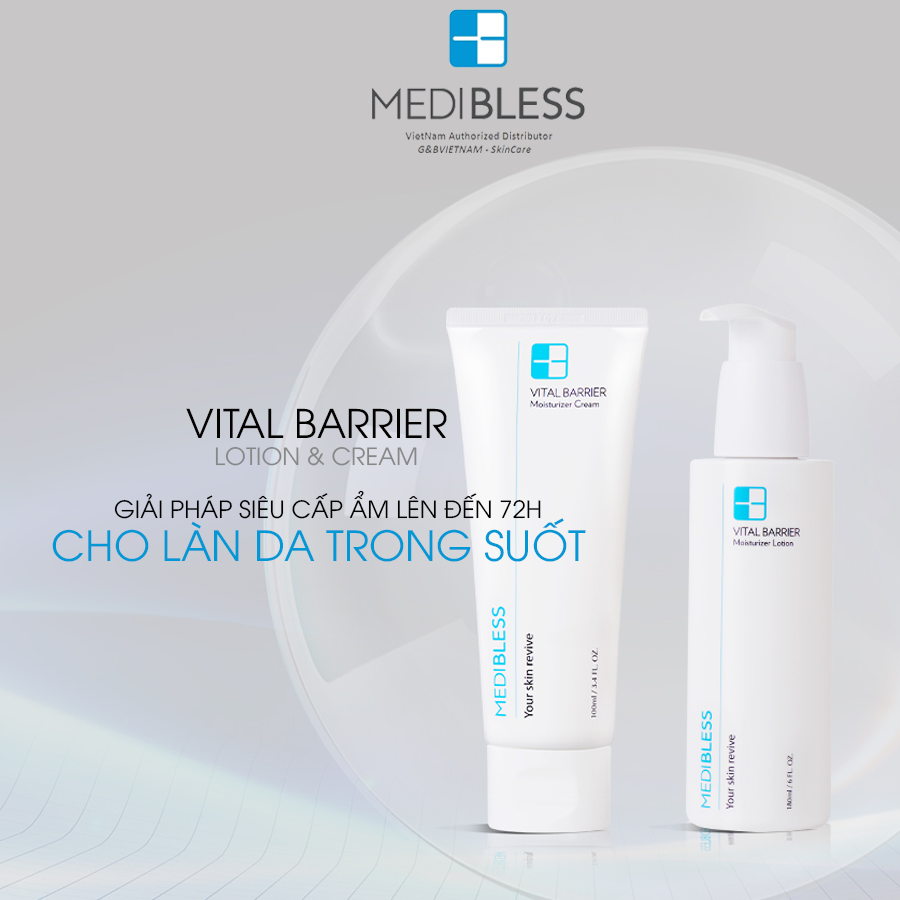 MEDIBLESS
VietNam Authorized Distributor
G&BVIETNAM - SkinCare
VITAL BARRIER
LOTION & CREAM
GIẢI PHÁP SIÊU CẤP ẨM LÊN ĐẾN 72H
CHO LÀN DA TRONG SUỐT
VITAL BARRIER
Moisturizer Cream
MEDIBLESS
Your skin revive
100ml / 3.4 FL. OZ.
VITAL BARRIER
Moisturizer Lotion
MEDIBLESS
Your skin revive
180ml / 6 FL. OZ.